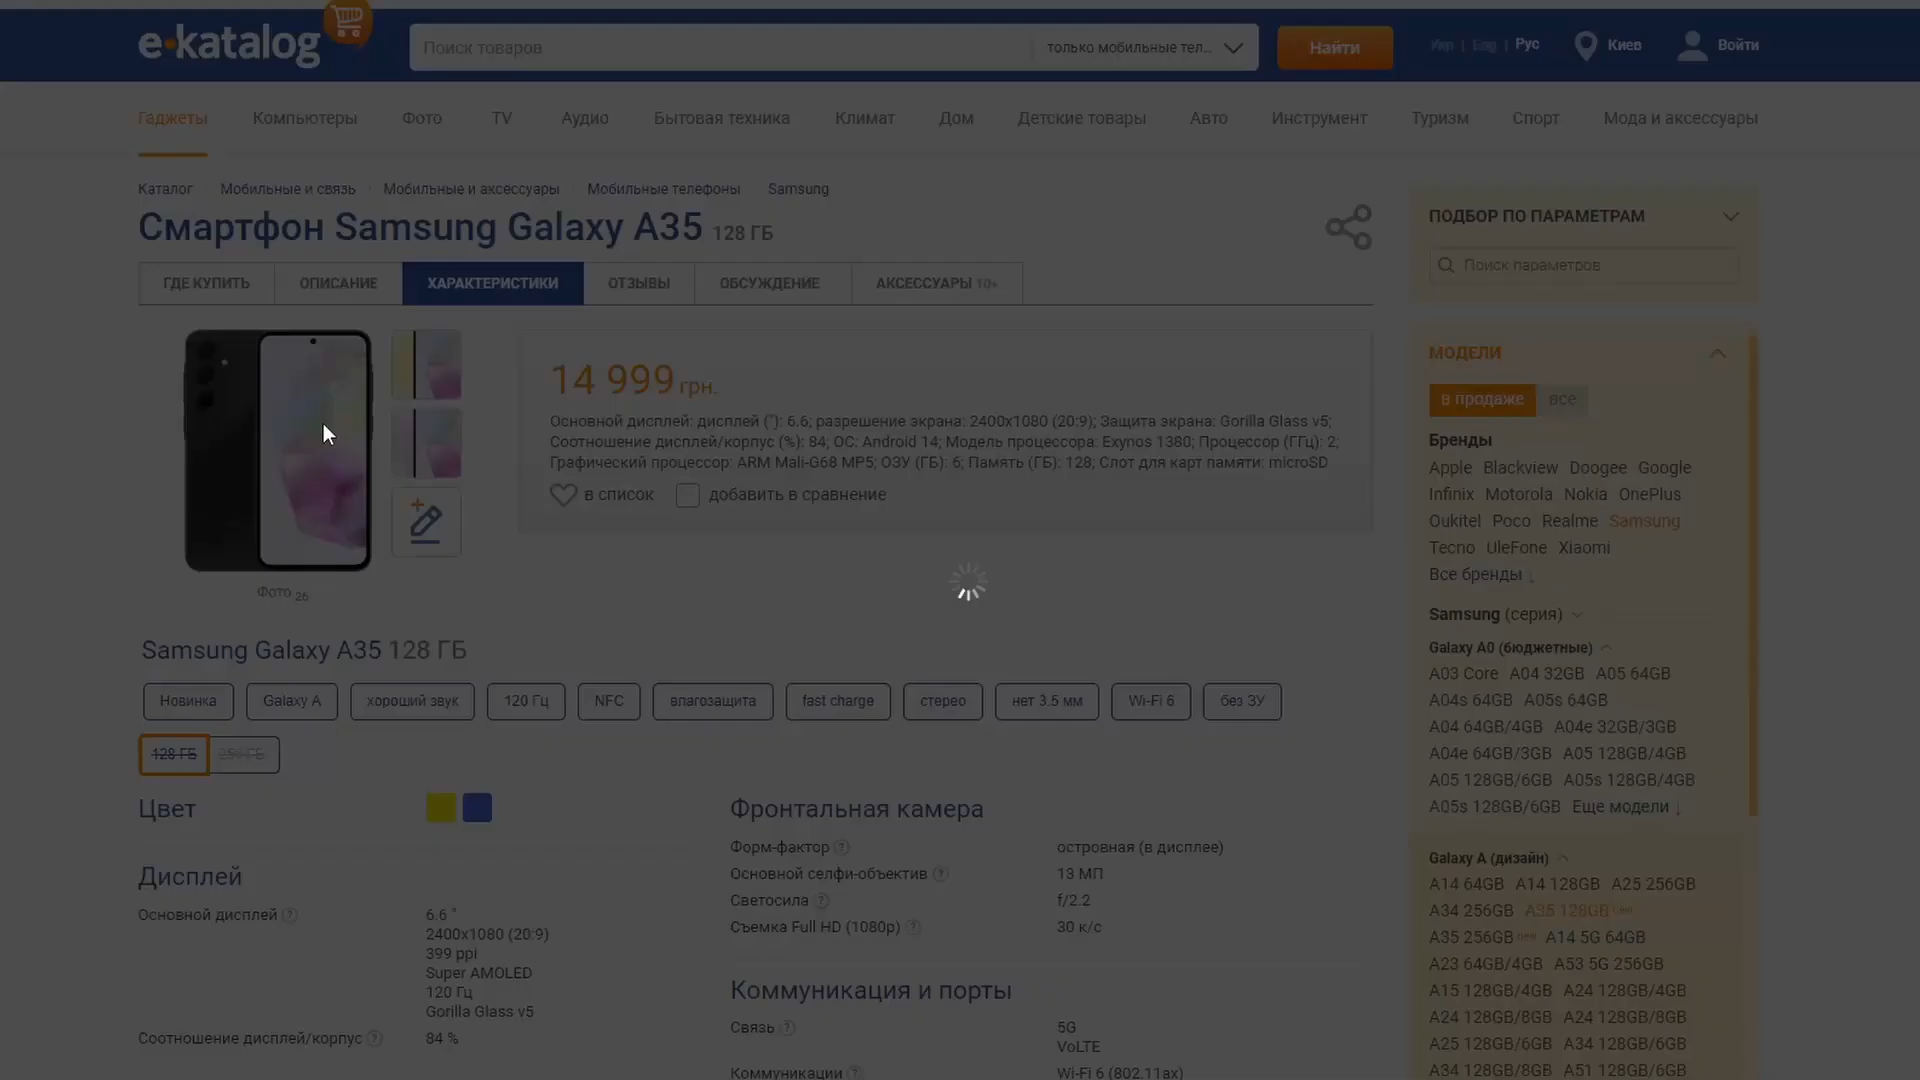 e-katalog
Поиск товаров
только мобильные тел...
Найти
Укр | Eng | Рус
Киев
Войти
Гаджеты Компьютеры Фото TV Аудио Бытовая техника Климат Дом Детские товары Авто Инструмент Туризм Спорт Мода и аксессуары
Каталог Мобильные и связь Мобильные и аксессуары Мобильные телефоны Samsung
Смартфон Samsung Galaxy A35 128 ГБ
ГДЕ КУПИТЬ ОПИСАНИЕ ХАРАКТЕРИСТИКИ ОТЗЫВЫ ОБСУЖДЕНИЕ АКСЕССУАРЫ 10+
14 999 грн.
Основной дисплей: дисплей ("): 6.6; разрешение экрана: 2400x1080 (20:9); Защита экрана: Gorilla Glass v5;
Соотношение дисплей/корпус (%): 84; ОС: Android 14; Модель процессора: Exynos 1380; Процессор (ГГц): 2;
Графический процессор: ARM Mali-G68 MP5; ОЗУ (ГБ): 6; Память (ГБ): 128; Слот для карт памяти: microSD
в список добавить в сравнение
Фото 26
Samsung Galaxy A35 128 ГБ
Новинка Galaxy A хороший звук 120 Гц NFC влагозащита fast charge стерео нет 3.5 мм Wi-Fi 6 без ЗУ
128 ГБ 256 ГБ
Цвет
Дисплей
Основной дисплей
6.6 "
2400x1080 (20:9)
399 ppi
Super AMOLED
120 Гц
Gorilla Glass v5
Соотношение дисплей/корпус 84 %
Фронтальная камера
Форм-фактор островная (в дисплее)
Основной селфи-объектив 13 МП
Светосила f/2.2
Съемка Full HD (1080p) 30 к/с
Коммуникация и порты
Связь 5G
VoLTE
Коммуникации Wi-Fi 6 (802.11ax)
ПОДБОР ПО ПАРАМЕТРАМ
Поиск параметров
МОДЕЛИ
в продаже все
Бренды
Apple Blackview Doogee Google
Infinix Motorola Nokia OnePlus
Oukitel Poco Realme Samsung
Tecno UleFone Xiaomi
Все бренды ↓
Samsung (серия)
Galaxy A0 (бюджетные)
A03 Core A04 32GB A05 64GB
A04s 64GB A05s 64GB
A04 64GB/4GB A04e 32GB/3GB
A04e 64GB/3GB A05 128GB/4GB
A05 128GB/6GB A05s 128GB/4GB
A05s 128GB/6GB Еще модели ↓
Galaxy A (дизайн)
A14 64GB A14 128GB A25 256GB
A34 256GB A35 128GB new
A35 256GB new A14 5G 64GB
A23 64GB/4GB A53 5G 256GB
A15 128GB/4GB A24 128GB/4GB
A24 128GB/8GB A24 128GB/8GB
A25 128GB/6GB A34 128GB/6GB
A34 128GB/8GB A51 128GB/6GB